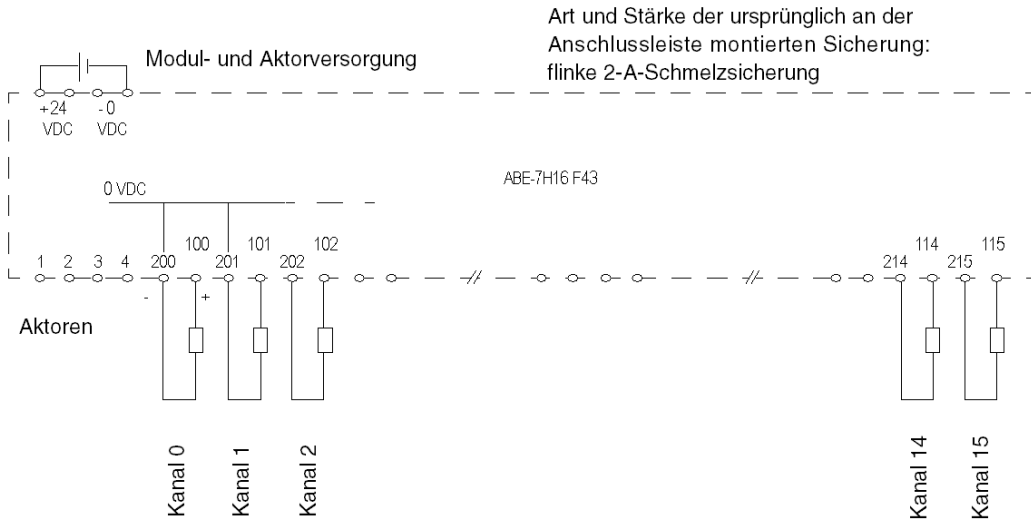 Art und Stärke der ursprünglich an der
Anschlussleiste montierten Sicherung:
flinke 2-A-Schmelzsicherung
Modul- und Aktorversorgung
+24 VDC
-0 VDC
ABE-7H16 F43
0 VDC
1 2 3 4 200 100 201 101 202 102 214 114 215 115
- +
Aktoren
Kanal 0
Kanal 1
Kanal 2
Kanal 14
Kanal 15